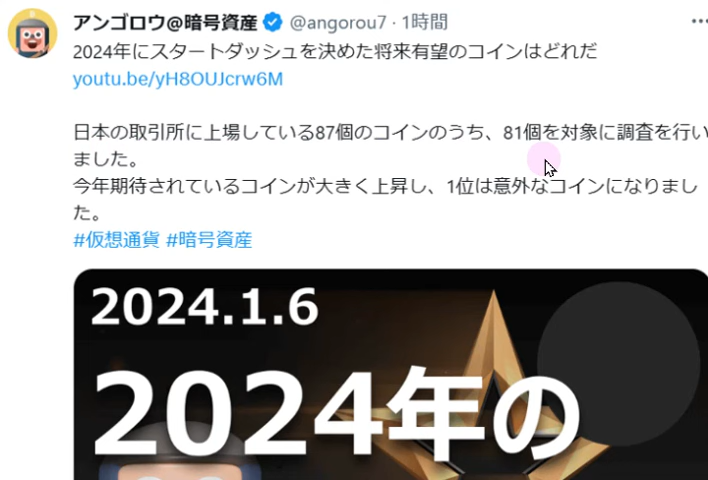 アンゴロウ@暗号資産 @angorou7 · 1時間
2024年にスタートダッシュを決めた将来有望のコインはどれだ
youtu.be/yH8OUJcrw6M
日本の取引所に上場している87個のコインのうち、81個を対象に調査を行い
ました。
今年期待されているコインが大きく上昇し、1位は意外なコインになりまし
た。
#仮想通貨 #暗号資産
2024.1.6
2024年の